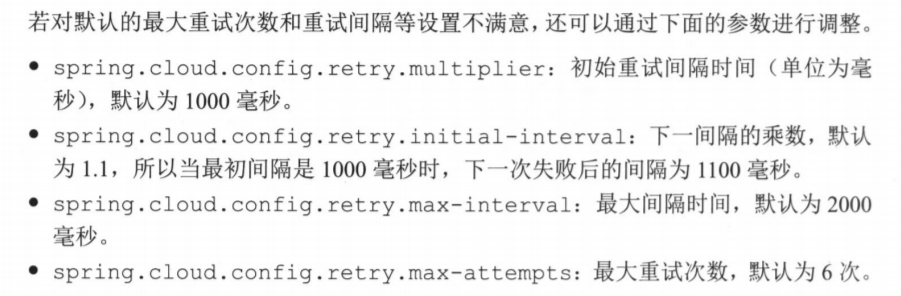 若对默认的最大重试次数和重试间隔等设置不满意，还可以通过下面的参数进行调整。
• spring.cloud.config.retry.multiplier：初始重试间隔时间（单位为毫
秒），默认为 1000 毫秒。
• spring.cloud.config.retry.initial-interval：下一间隔的乘数，默认
为 1.1，所以当最初间隔是 1000 毫秒时，下一次失败后的间隔为 1100 毫秒。
• spring.cloud.config.retry.max-interval：最大间隔时间，默认为 2000
毫秒。
• spring.cloud.config.retry.max-attempts：最大重试次数，默认为 6 次。